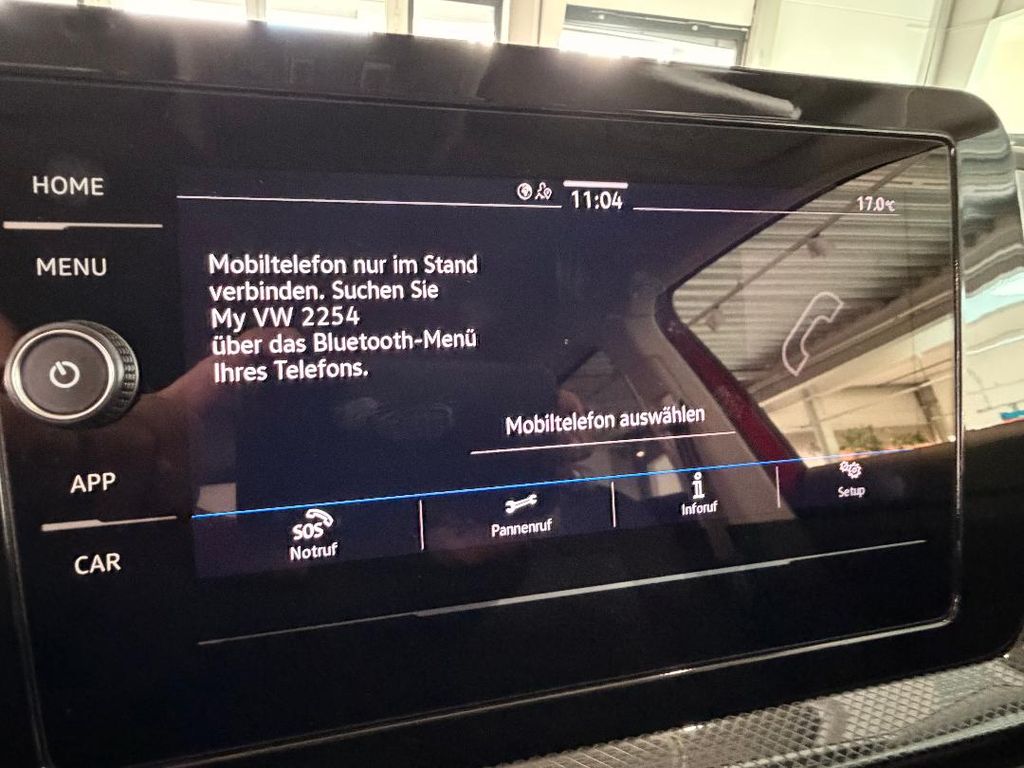 HOME
MENU
APP
CAR
11:04
17.0°C
Mobiltelefon nur im Stand
verbinden. Suchen Sie
My VW 2254
über das Bluetooth-Menü
Ihres Telefons.
Mobiltelefon auswählen
SOS
Notruf
Pannenruf
Inforuf
Setup